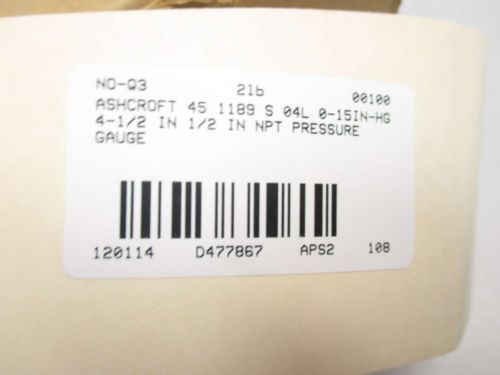 NO-Q3 2lb 00100
ASHCROFT 45 1189 S 04L 0-15IN-HG
4-1/2 IN 1/2 IN NPT PRESSURE
GAUGE
120114 D477867 APS2 108